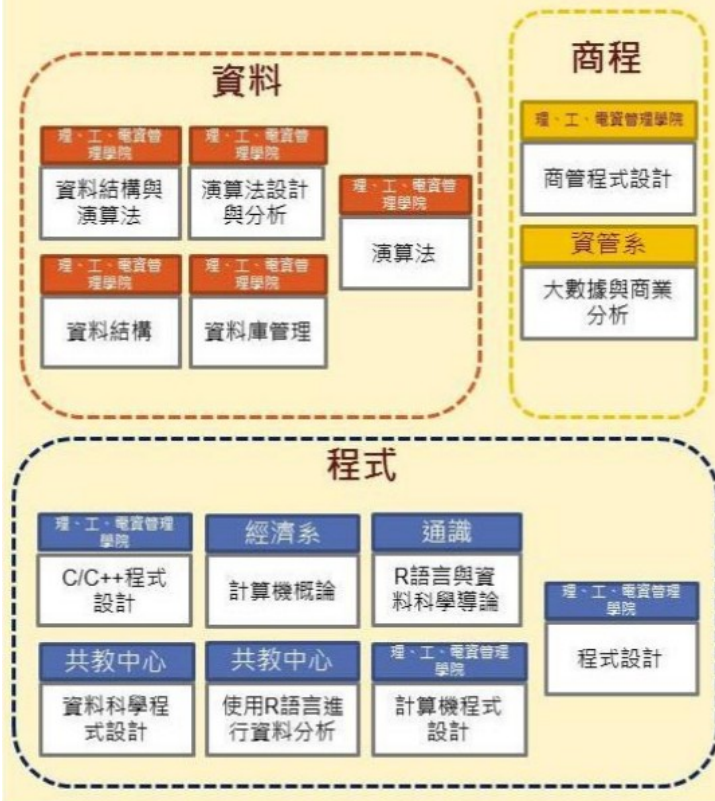 資料
理、工、電資管
理學院
資料結構與
演算法
理、工、電資管
理學院
演算法設計
與分析
理、工、電資管
理學院
演算法
理、工、電資管
理學院
資料結構
理、工、電資管
理學院
資料庫管理
商程
理、工、電資管理學院
商管程式設計
資管系
大數據與商業
分析
程式
理、工、電資管理
學院
C/C++程式
設計
經濟系
計算機概論
通識
R語言與資
料科學導論
理、工、電資管理
學院
程式設計
共教中心
資料科學程
式設計
共教中心
使用R語言進
行資料分析
理、工、電資管理
學院
計算機程式
設計